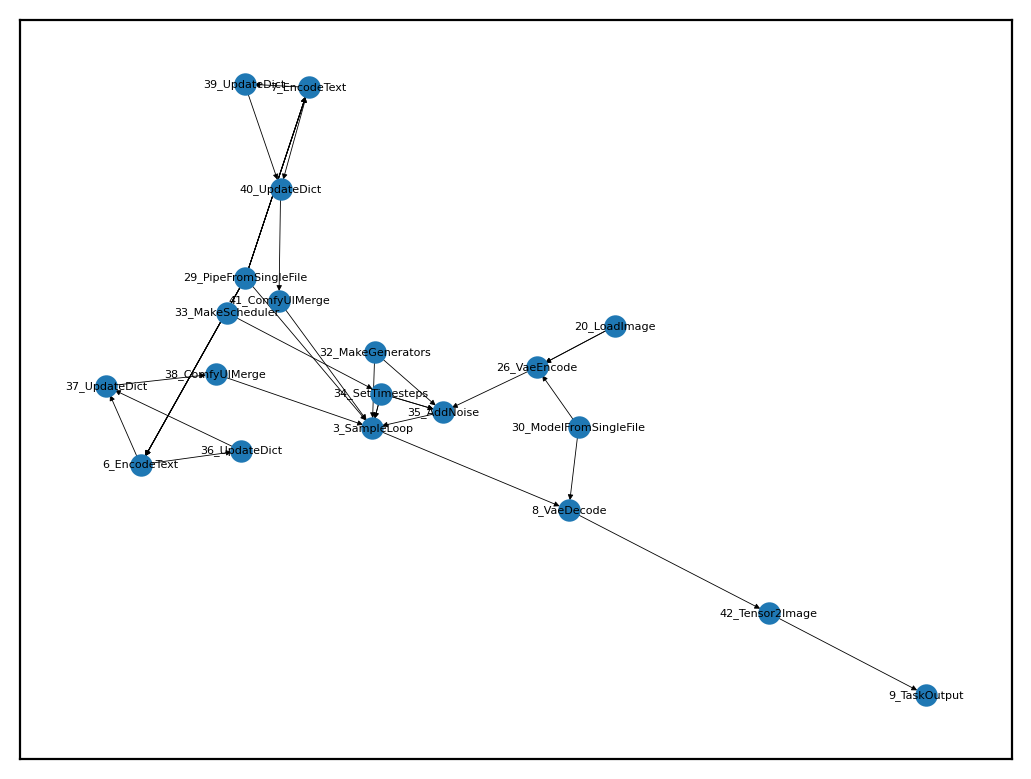 39_UpdateDict
7_EncodeText
40_UpdateDict
29_PipeFromSingleFile
41_ComfyUIMerge
33_MakeScheduler
20_LoadImage
32_MakeGenerators
26_VaeEncode
38_ComfyUIMerge
37_UpdateDict
34_SetTimesteps
35_AddNoise
3_SampleLoop
30_ModelFromSingleFile
36_UpdateDict
6_EncodeText
8_VaeDecode
42_Tensor2Image
9_TaskOutput